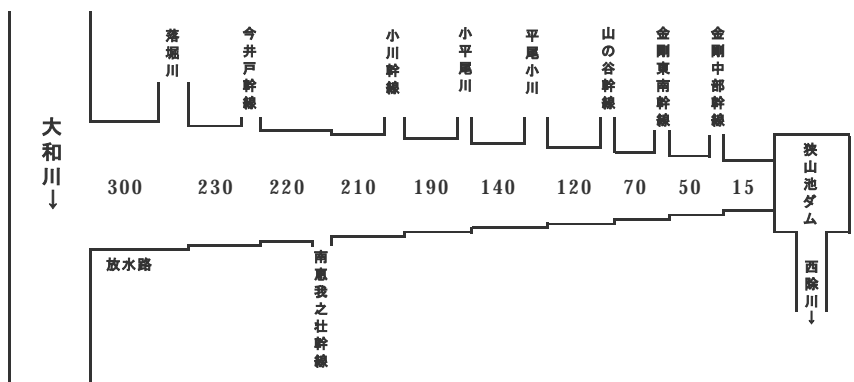 落堀川
今井戸幹線
小川幹線
小平尾川
平尾小川
山の谷幹線
金剛東南幹線
金剛中部幹線
大和川↓
300
230
220
210
190
140
120
70
50
15
狭山池ダム
放水路
南恵我之荘幹線
西除川↓